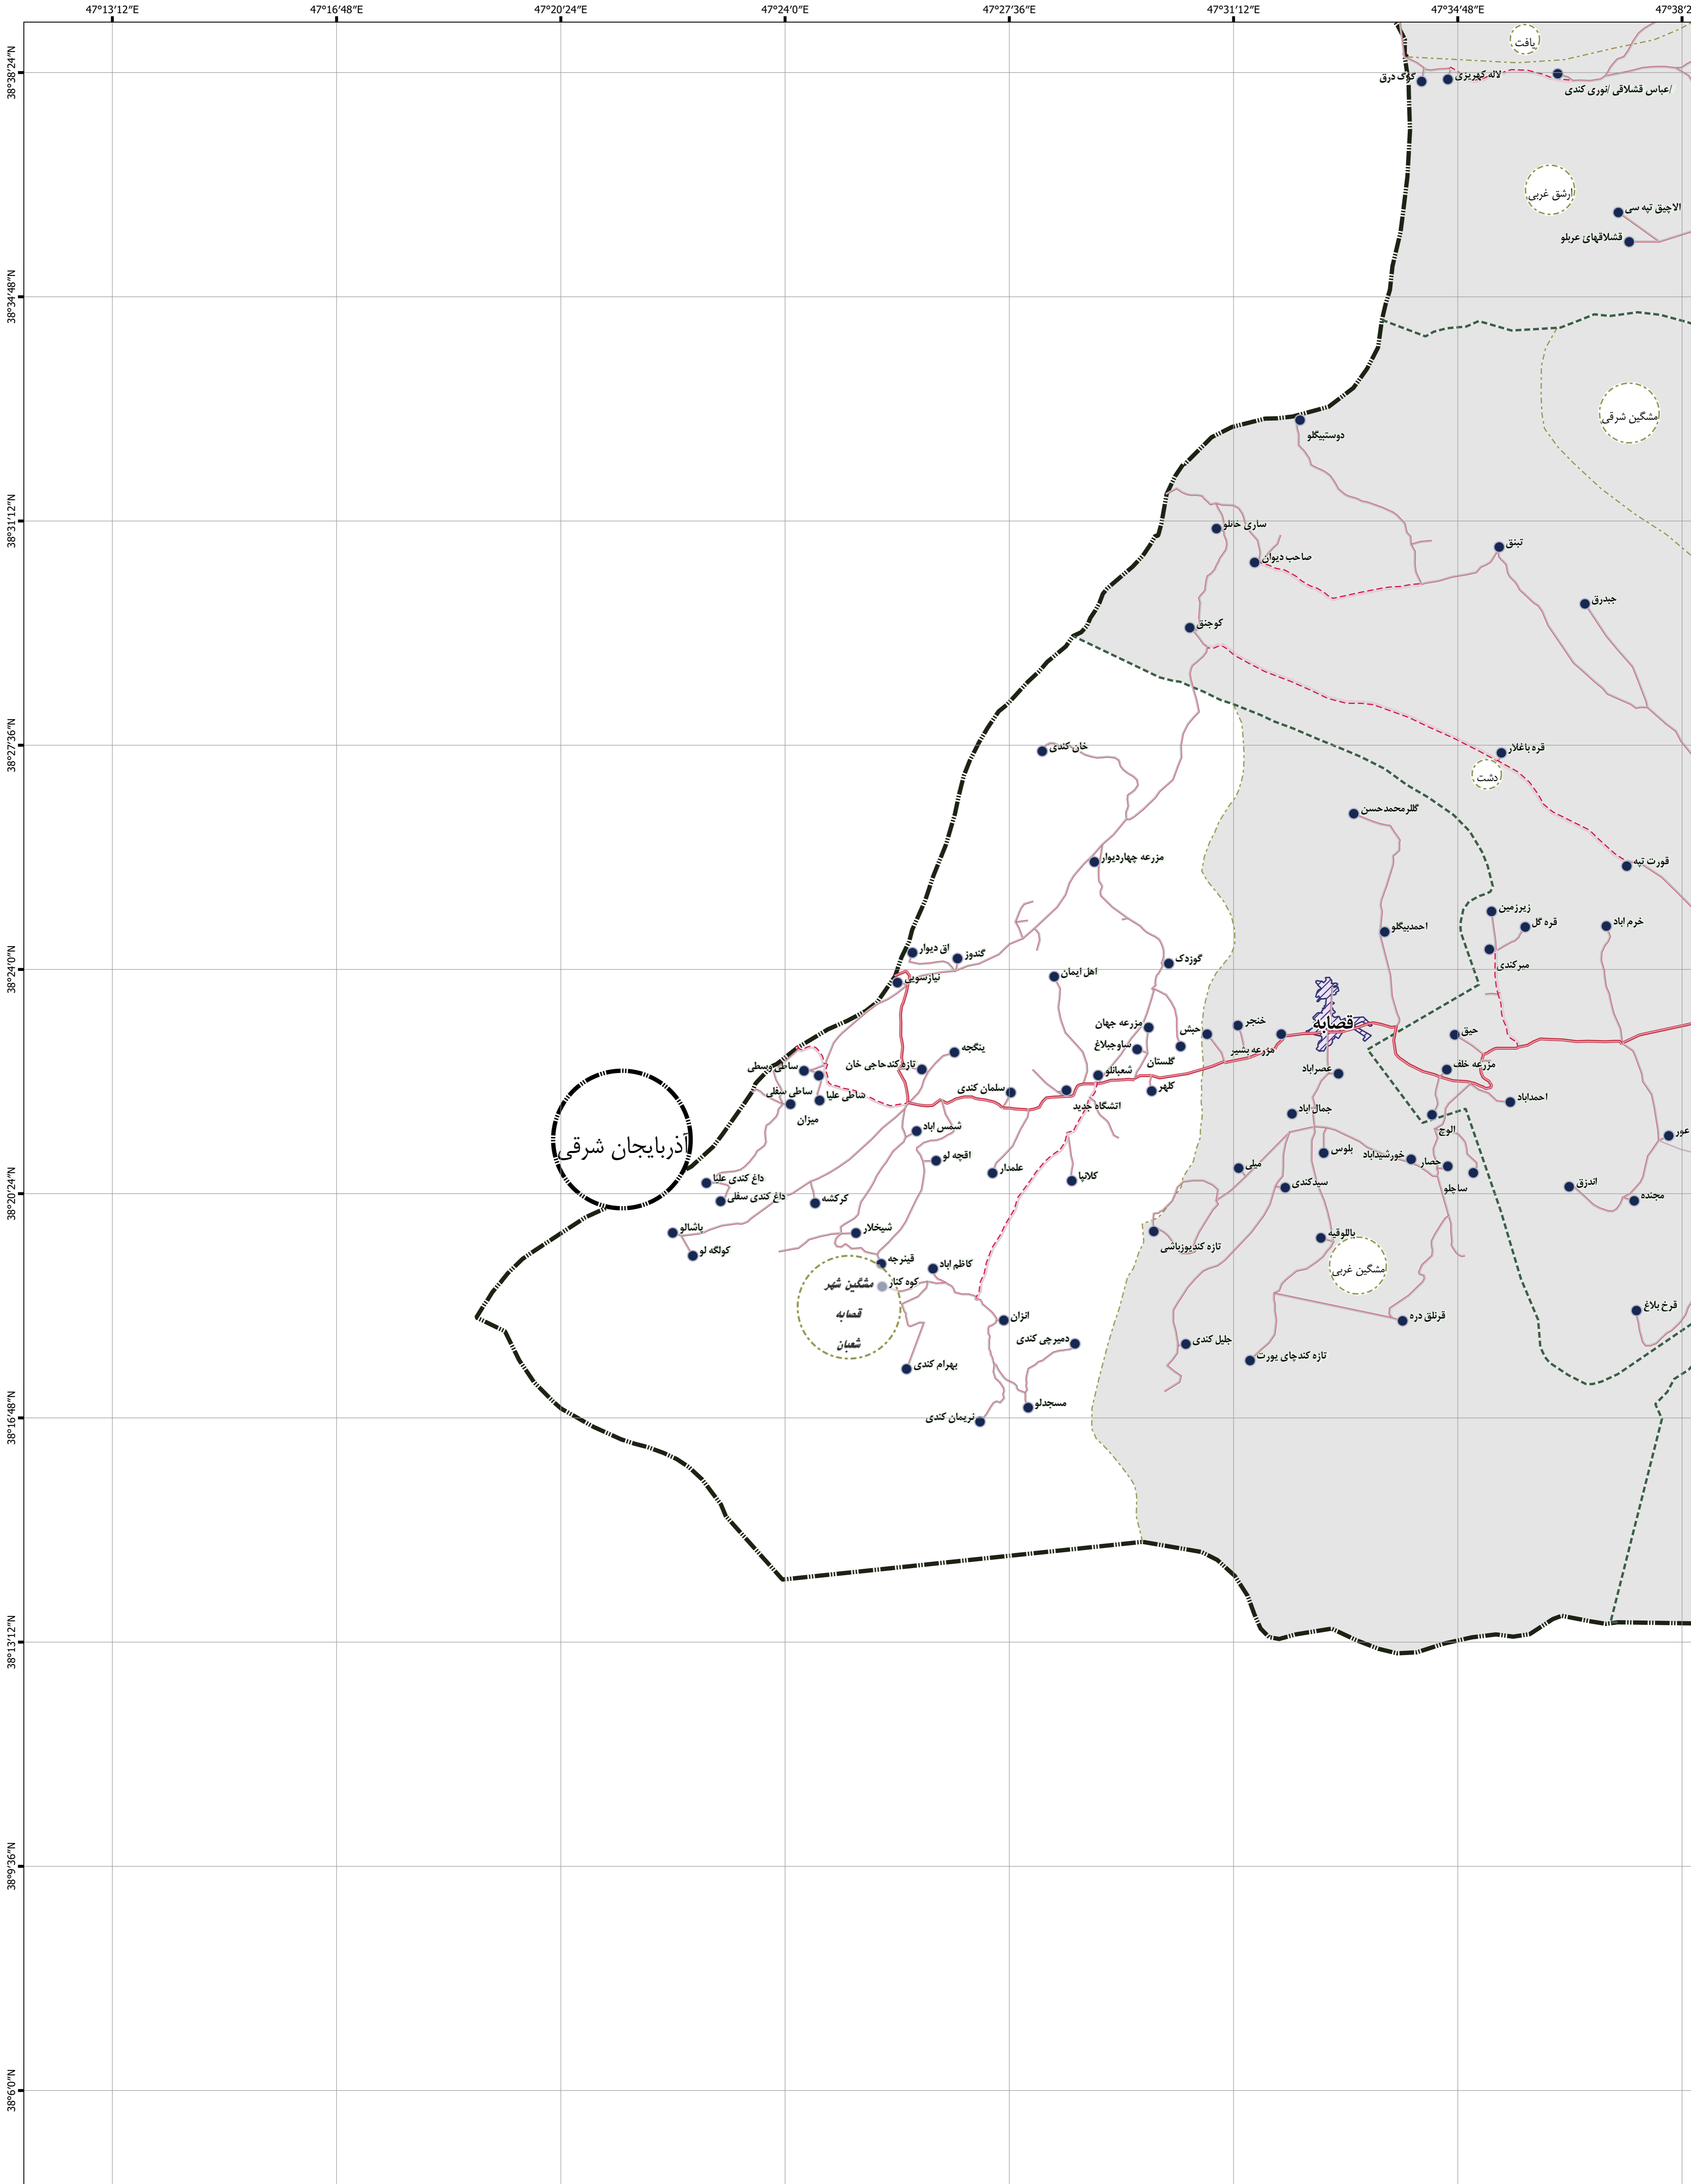 47°13'12"E
47°16'48"E
47°20'24"E
47°24'0"E
47°27'36"E
47°31'12"E
47°34'48"E
38°38'24"N
38°34'48"N
38°31'12"N
38°27'36"N
38°24'0"N
38°20'24"N
38°16'48"N
38°13'12"N
38°9'36"N
38°6'0"N
یافت
کوک درق
لاله کهریزی
عباس قشلاقی /نوری کندی/
ارشق غربی
الاچیق تپه سی
قشلاقهای عربلو
مشگین شرقی
دوستبیگلو
ساری خانلو
صاحب دیوان
تبنق
جبدرق
کوجنق
خان کندی
قره باغلار
دشت
گللرمحمدحسن
مزرعه چهاردیوار
قورت تپه
زیرزمین
قره گل
خرم اباد
احمدبیگلو
میرکندی
اق دیوار
گندوز
نیازسویی
اهل ایمان
گوزدک
مزرعه جهان
حبش
خنجر
قصابه
حیق
ساوجبلاغ
گلستان
مزرعه بشیر
ینگجه
تازه کندحاجی خان
شعبانلو
عصراباد
مزرعه خلف
ساطی وسطی
ساطی سفلی
ساطی علیا
سلمان کندی
کلهر
اتشگاه جدید
احمداباد
میزان
جمال اباد
الوچ
عور
آذربایجان شرقی
شمس اباد
بلوس
خورشیداباد
حصار
اقچه لو
علمدار
کلانپا
میلی
سیدکندی
ساچلو
اندزق
مجنده
داغ کندی علیا
داغ کندی سفلی
کرکشه
شیخلار
پاشالو
کولگه لو
تازه کندیوزباشی
باللوقیه
مشگین غربی
قینرجه
کاظم اباد
کوه کنار
مشگین شهر
قصابه
شعبان
انزان
قرنلق دره
قرخ بلاغ
دمیرچی کندی
جلیل کندی
تازه کندچای یورت
بهرام کندی
مسجدلو
نریمان کندی